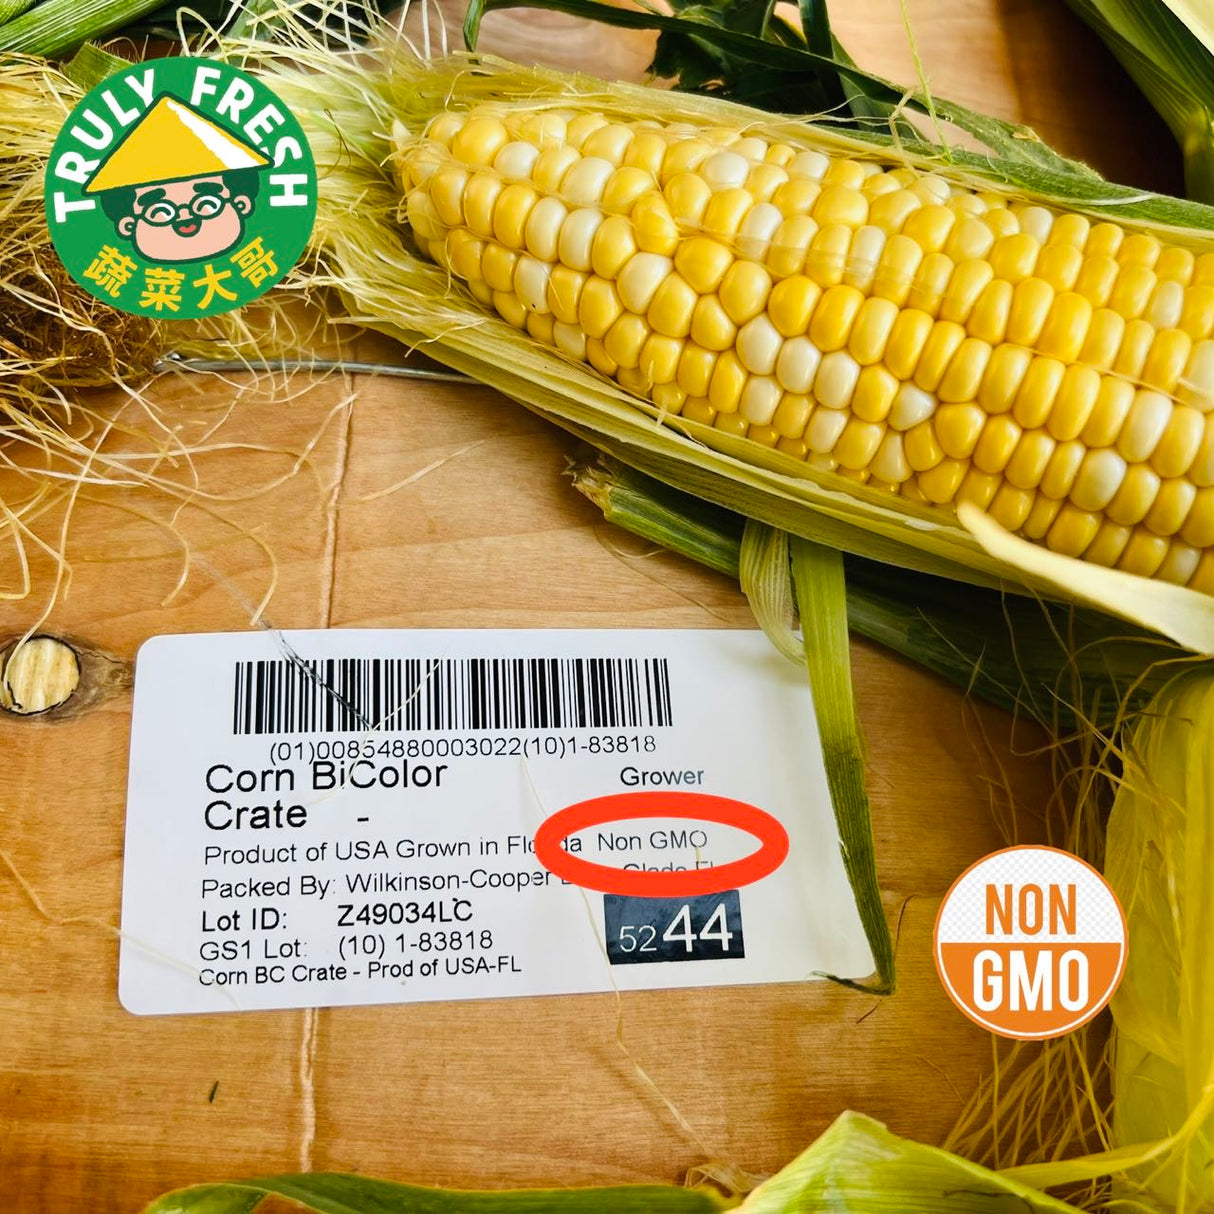 TRULY FRESH
蔬菜大哥
(01)00854880003022(10)1-83818
Corn BiColor
Grower
Crate -
Product of USA Grown in Florida
Non GMO
Packed By: Wilkinson-Cooper
Lot ID: Z49034LC
GS1 Lot: (10) 1-83818
5244
Corn BC Crate - Prod of USA-FL
NON
GMO